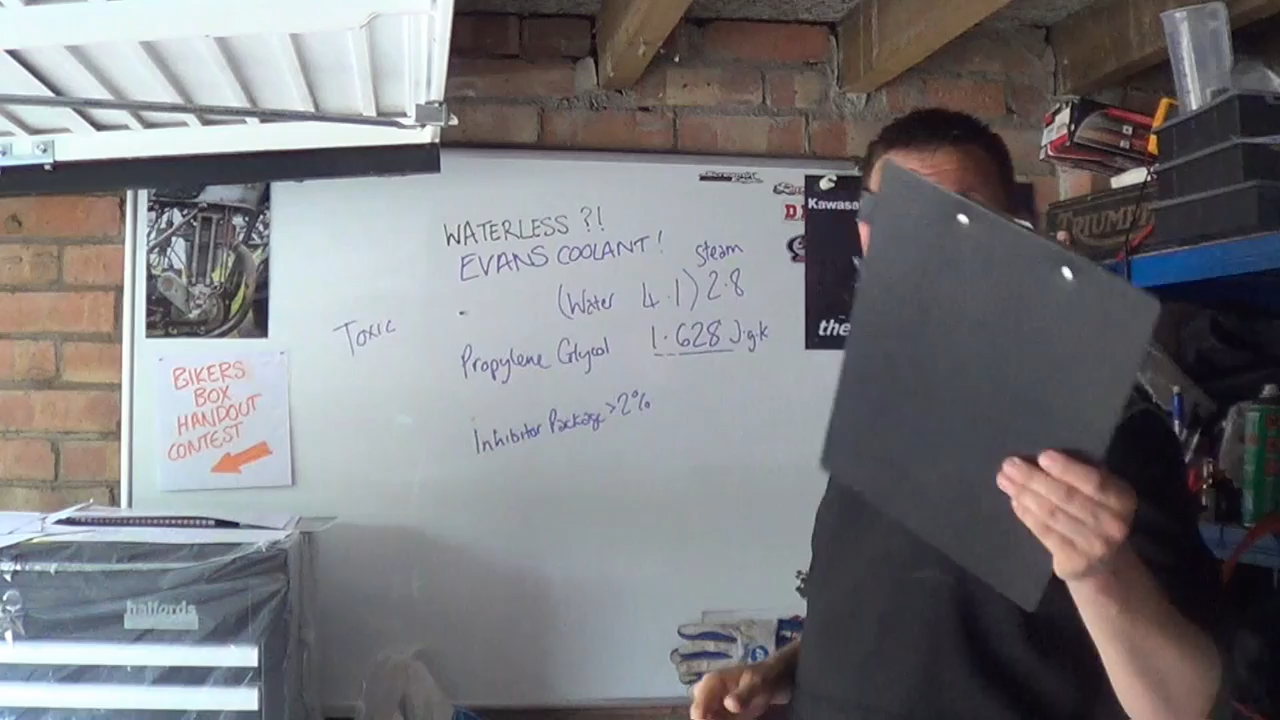 WATERLESS ?!
EVANS COOLANT!
Steam
(Water 4.1) 2.8
Toxic
Propylene Glycol 1.628 J.g.k
Inhibitor Package >2%
BIKERS
BOX
HANDOUT
CONTEST
halfords
Kawasa
the
TRIUMP